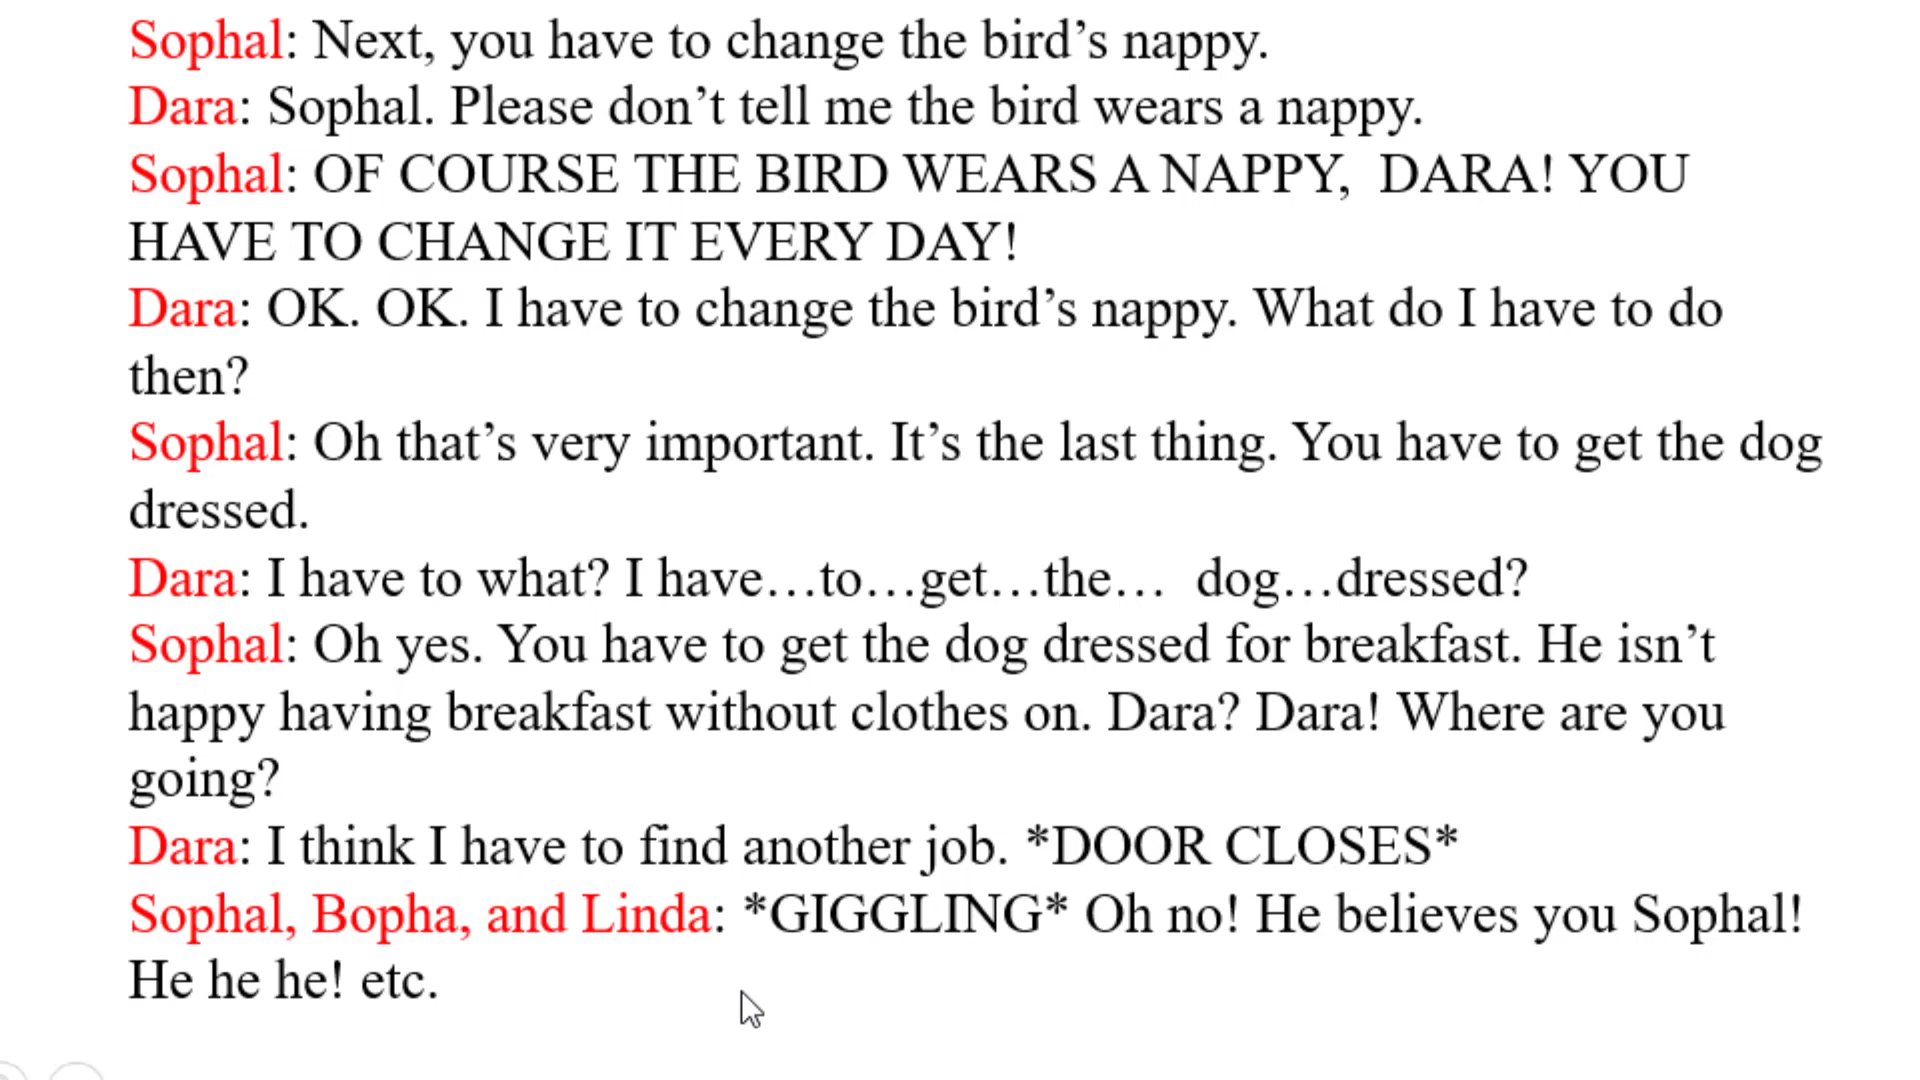 Sophal: Next, you have to change the bird’s nappy.
Dara: Sophal. Please don’t tell me the bird wears a nappy.
Sophal: OF COURSE THE BIRD WEARS A NAPPY,  DARA! YOU
HAVE TO CHANGE IT EVERY DAY!
Dara: OK. OK. I have to change the bird’s nappy. What do I have to do
then?
Sophal: Oh that’s very important. It’s the last thing. You have to get the dog
dressed.
Dara: I have to what? I have…to…get…the…  dog…dressed?
Sophal: Oh yes. You have to get the dog dressed for breakfast. He isn’t
happy having breakfast without clothes on. Dara? Dara! Where are you
going?
Dara: I think I have to find another job. *DOOR CLOSES*
Sophal, Bopha, and Linda: *GIGGLING* Oh no! He believes you Sophal!
He he he! etc.